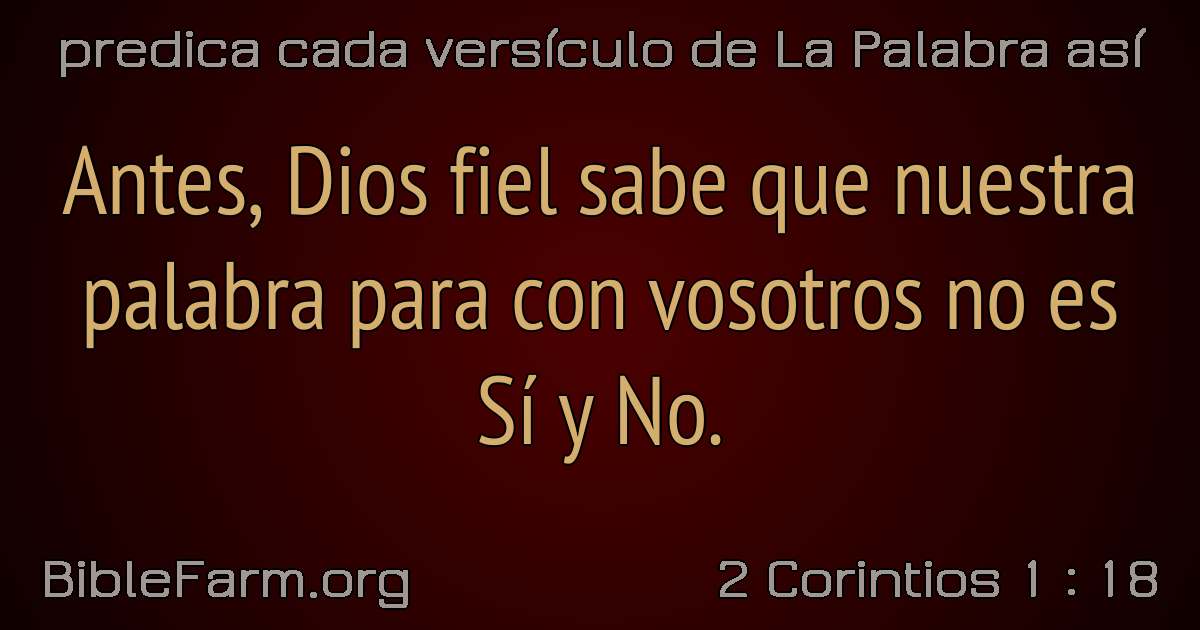 predica cada versículo de La Palabra así
Antes, Dios fiel sabe que nuestra
palabra para con vosotros no es
Sí y No.
BibleFarm.org
2 Corintios 1 : 18